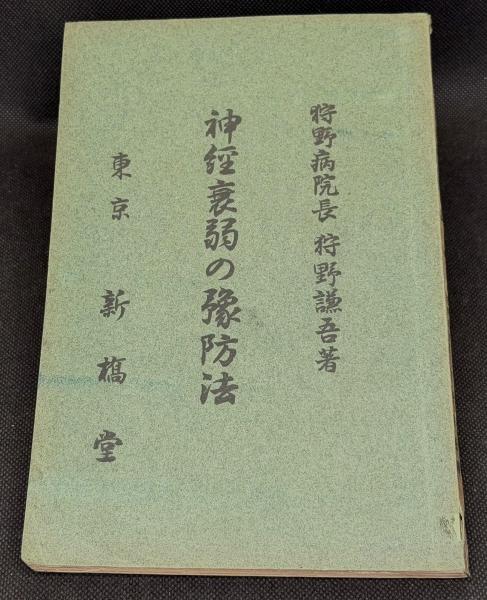 狩野病院長 狩野謙吾著
神經衰弱の豫防法
東京 新橋堂